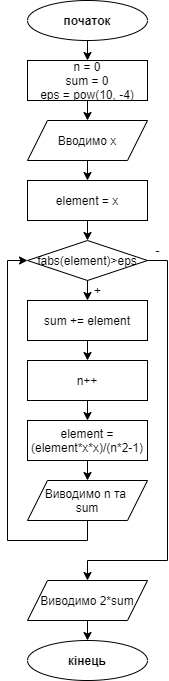 початок
n = 0
sum = 0
eps = pow(10, -4)
Вводимо x
element = x
fabs(element)>eps
-
+
sum += element
n++
element =
(element*x*x)/(n*2-1)
Виводимо n та
sum
Виводимо 2*sum
кінець